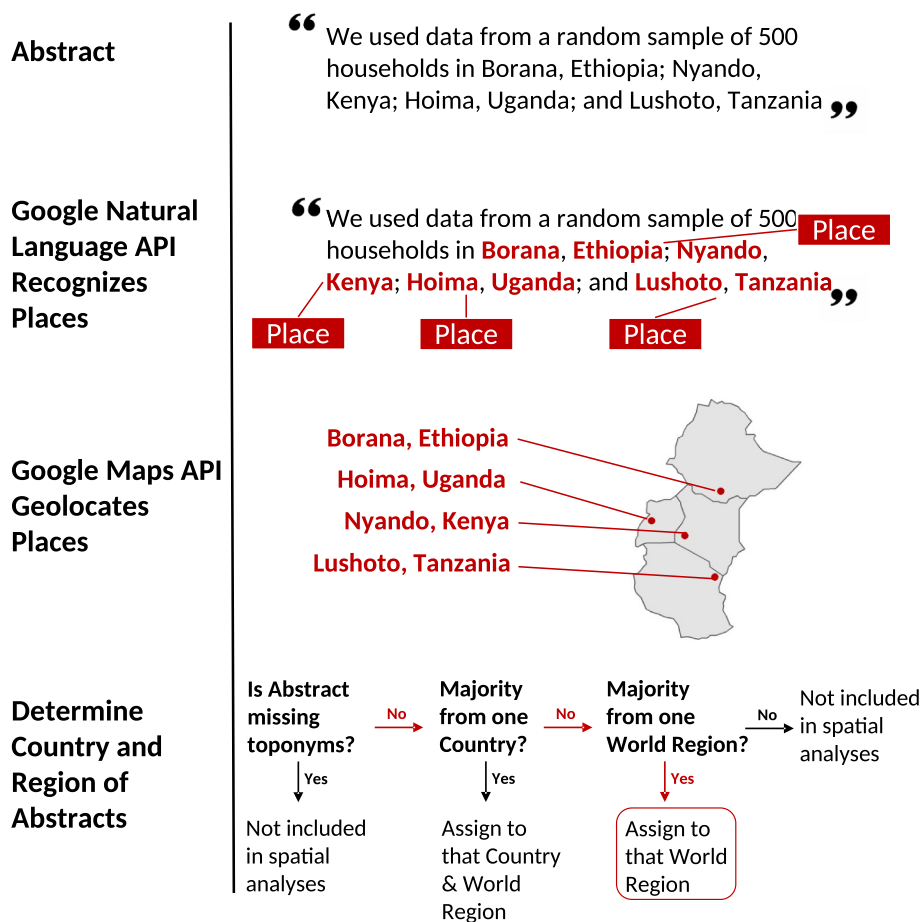 Abstract
“ We used data from a random sample of 500
households in Borana, Ethiopia; Nyando,
Kenya; Hoima, Uganda; and Lushoto, Tanzania ”
Google Natural
Language API
Recognizes
Places
“ We used data from a random sample of 500
Place
households in Borana, Ethiopia; Nyando,
Kenya; Hoima, Uganda; and Lushoto, Tanzania ”
Place
Place
Place
Google Maps API
Geolocates
Places
Borana, Ethiopia
Hoima, Uganda
Nyando, Kenya
Lushoto, Tanzania
Determine
Country and
Region of
Abstracts
Is Abstract
missing
toponyms?
No
Majority
from one
Country?
No
Majority
from one
World Region?
No
Not included
in spatial
analyses
Yes
Yes
Yes
Not included
in spatial
analyses
Assign to
that Country
& World
Region
Assign to
that World
Region